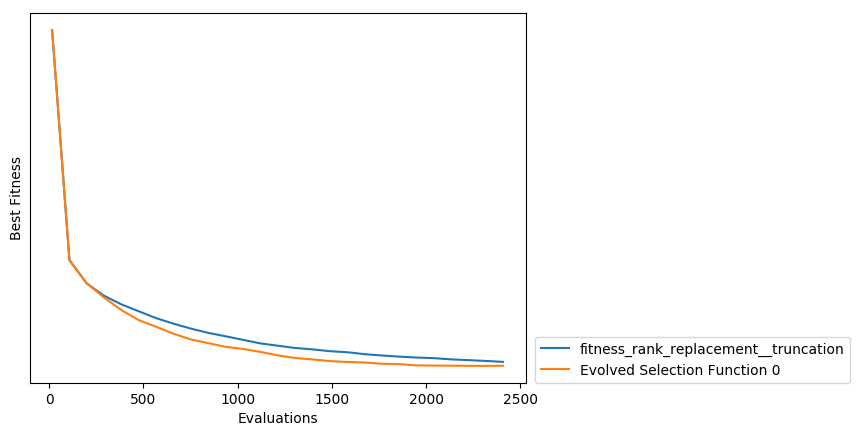 Best Fitness
0
500
1000
1500
2000
2500
Evaluations
fitness_rank_replacement__truncation
Evolved Selection Function 0